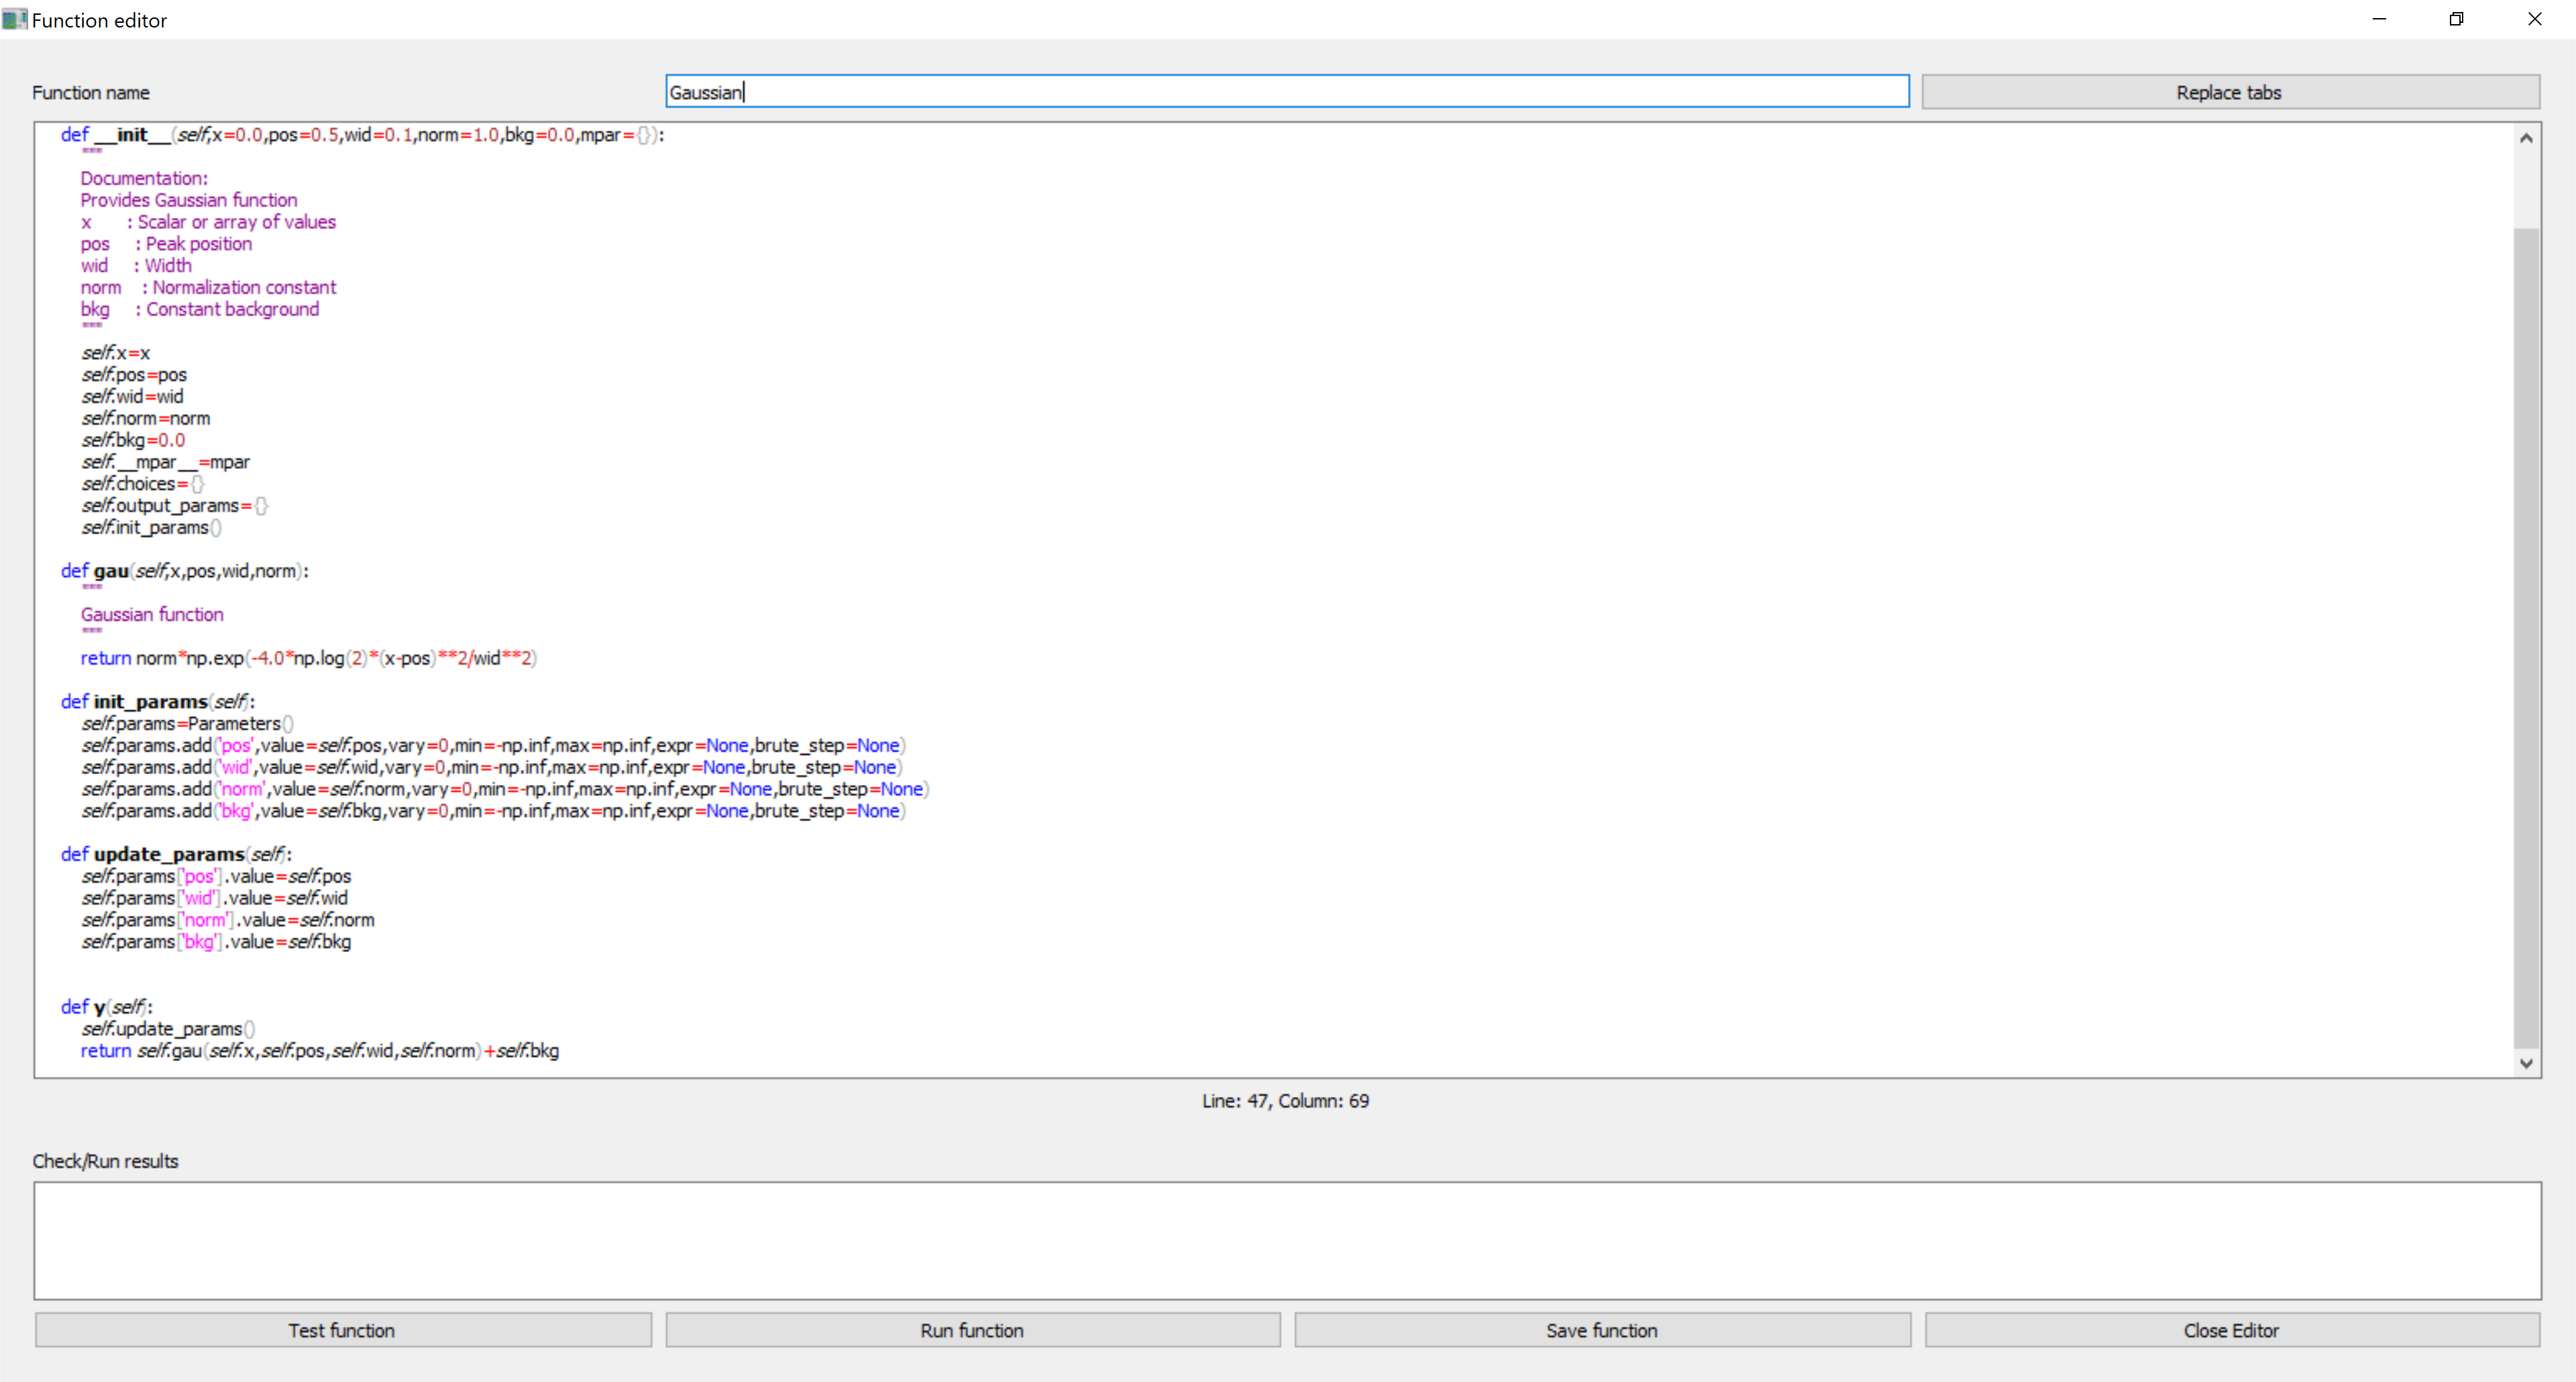 Function editor
Function name
Gaussian
Replace tabs
def __init__(self,x=0.0,pos=0.5,wid=0.1,norm=1.0,bkg=0.0,mpar={}):
"""
Documentation:
Provides Gaussian function
x : Scalar or array of values
pos : Peak position
wid : Width
norm : Normalization constant
bkg : Constant background
"""
self.x=x
self.pos=pos
self.wid=wid
self.norm=norm
self.bkg=0.0
self.__mpar__=mpar
self.choices={}
self.output_params={}
self.init_params()
def gau(self,x,pos,wid,norm):
"""
Gaussian function
"""
return norm*np.exp(-4.0*np.log(2)*(x-pos)**2/wid**2)
def init_params(self):
self.params=Parameters()
self.params.add('pos',value=self.pos,vary=0,min=-np.inf,max=np.inf,expr=None,brute_step=None)
self.params.add('wid',value=self.wid,vary=0,min=-np.inf,max=np.inf,expr=None,brute_step=None)
self.params.add('norm',value=self.norm,vary=0,min=-np.inf,max=np.inf,expr=None,brute_step=None)
self.params.add('bkg',value=self.bkg,vary=0,min=-np.inf,max=np.inf,expr=None,brute_step=None)
def update_params(self):
self.params['pos'].value=self.pos
self.params['wid'].value=self.wid
self.params['norm'].value=self.norm
self.params['bkg'].value=self.bkg
def y(self):
self.update_params()
return self.gau(self.x,self.pos,self.wid,self.norm)+self.bkg
Line: 47, Column: 69
Check/Run results
Test function
Run function
Save function
Close Editor